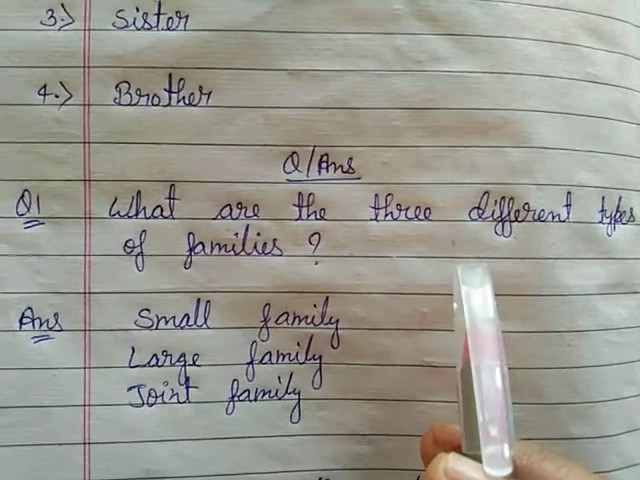 3.> Sister
4.> Brother
Q/Ans
Q1 What are the three different types
of families ?
Ans Small family
Large family
Joint family